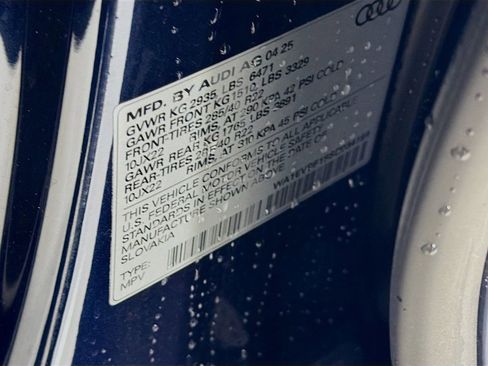 MFD. BY AUDI AG 04 25
GVWR KG 2935, LBS 6471
GAWR FRONT KG 1510, LBS 3329
FRONT-TIRES 285/40 R22
10JX22 RIMS, AT 290 KPA 42 PSI COLD
GAWR REAR KG 1765, LBS 3891
REAR-TIRES 285/40 R22
10JX22 RIMS, AT 310 KPA 45 PSI COLD
THIS VEHICLE CONFORMS TO ALL APPLICABLE
U.S. FEDERAL MOTOR VEHICLE SAFETY
STANDARDS IN EFFECT ON THE DATE OF
MANUFACTURE SHOWN ABOVE.
SLOVAKIA
TYPE:
MPV